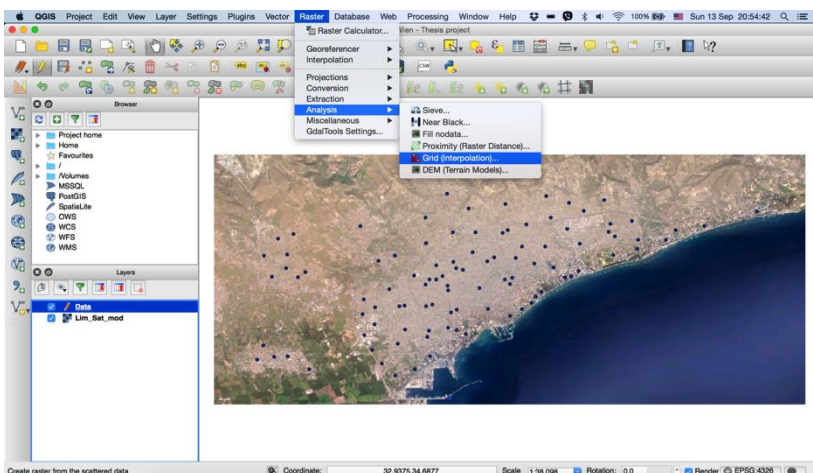 QGIS Project Edit View Layer Settings Plugins Vector Raster Database Web Processing Window Help 100% Sun 13 Sep 20:54:42
Wien - Thesis project
Raster Calculator...
Georeferencer
Interpolation
Projections
Conversion
Extraction
Analysis
Miscellaneous
GdalTools Settings...
Sieve...
Near Black...
Fill nodata...
Proximity (Raster Distance)...
Grid (Interpolation)...
DEM (Terrain Models)...
abc
CSW
Browser
Project home
Home
Favourites
/
/Volumes
MSSQL
PostGIS
SpatiaLite
OWS
WCS
WFS
WMS
Layers
Data
Lim_Sat_mod
Create raster from the scattered data
Coordinate: 32.9375,34.6877 Scale 1:38,098 Rotation: 0.0 Render EPSG:4326